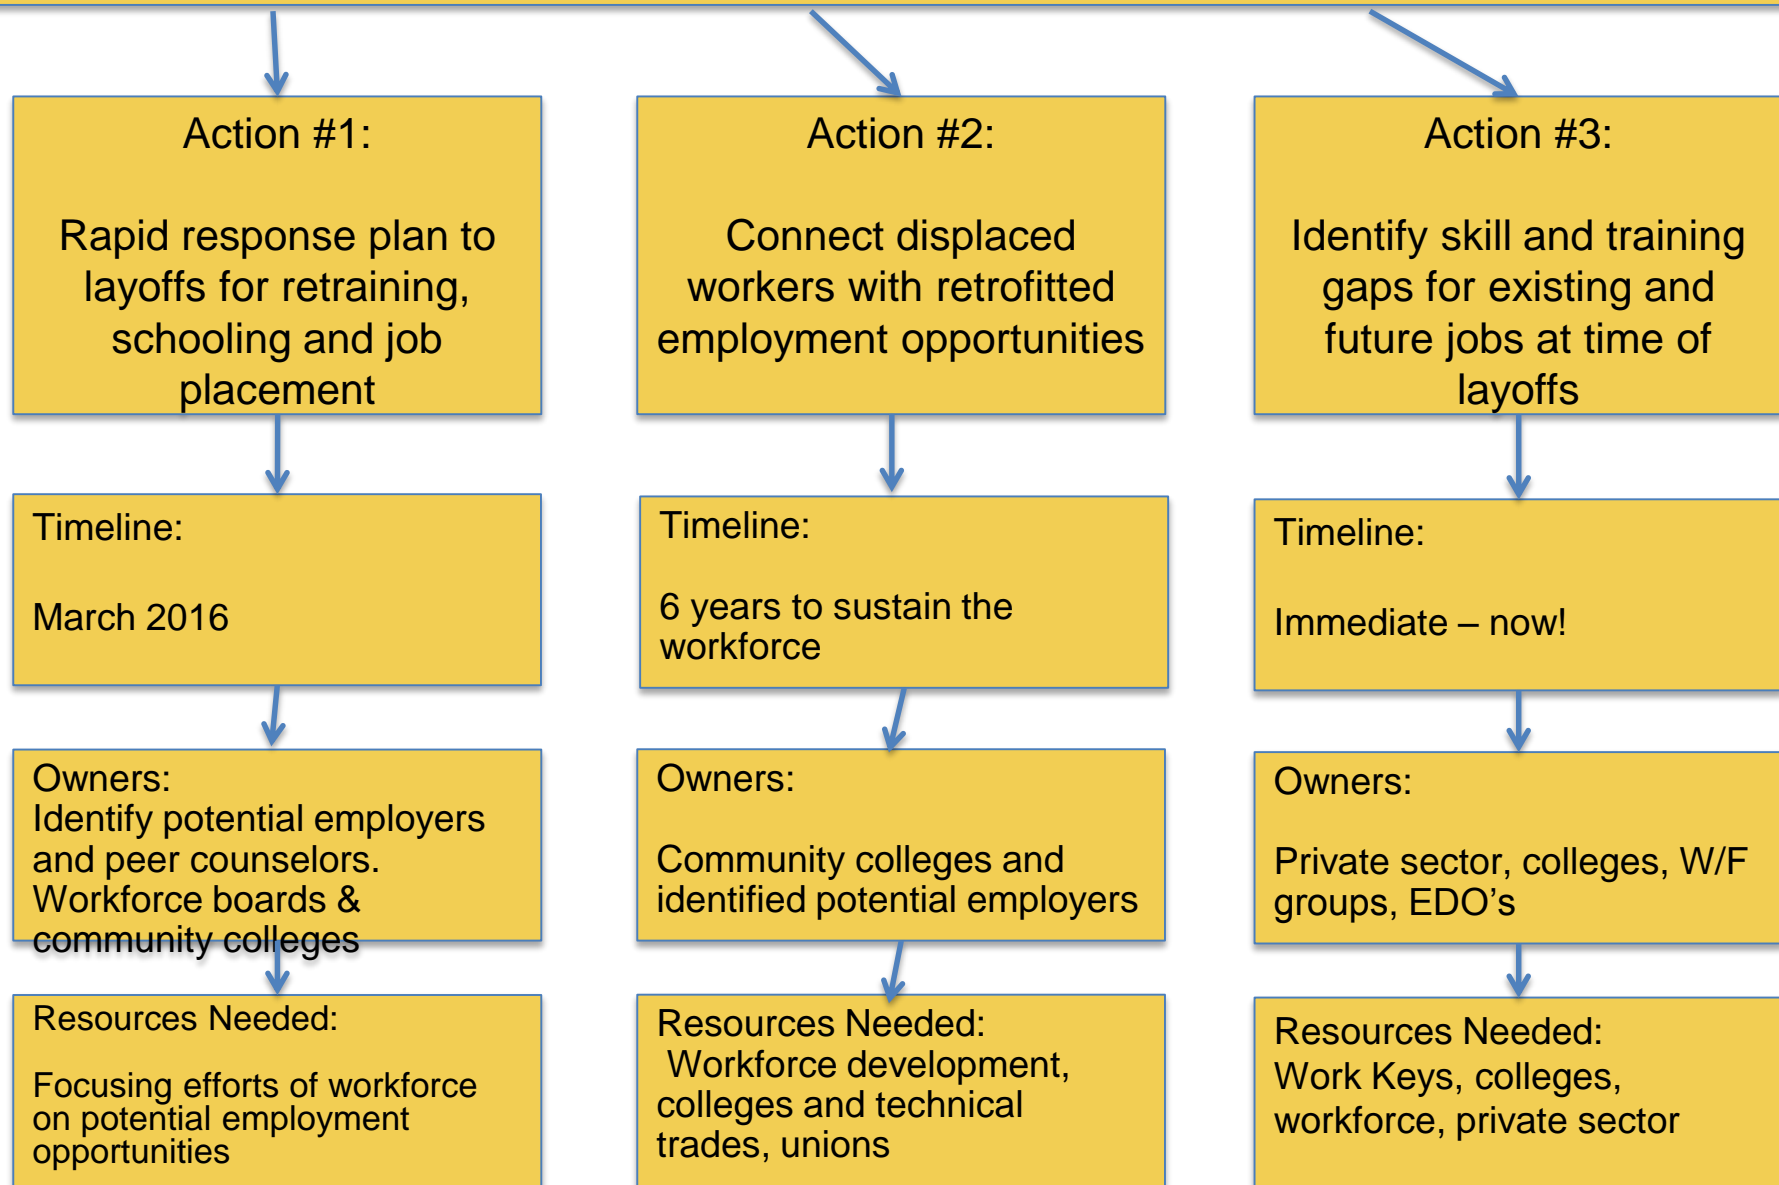 Action #1:
Rapid response plan to
layoffs for retraining,
schooling and job
placement
Timeline:
March 2016
Owners:
Identify potential employers
and peer counselors.
Workforce boards &
community colleges
Resources Needed:
Focusing efforts of workforce
on potential employment
opportunities
Action #2:
Connect displaced
workers with retrofitted
employment opportunities
Timeline:
6 years to sustain the
workforce
Owners:
Community colleges and
identified potential employers
Resources Needed:
Workforce development,
colleges and technical
trades, unions
Action #3:
Identify skill and training
gaps for existing and
future jobs at time of
layoffs
Timeline:
Immediate – now!
Owners:
Private sector, colleges, W/F
groups, EDO's
Resources Needed:
Work Keys, colleges,
workforce, private sector